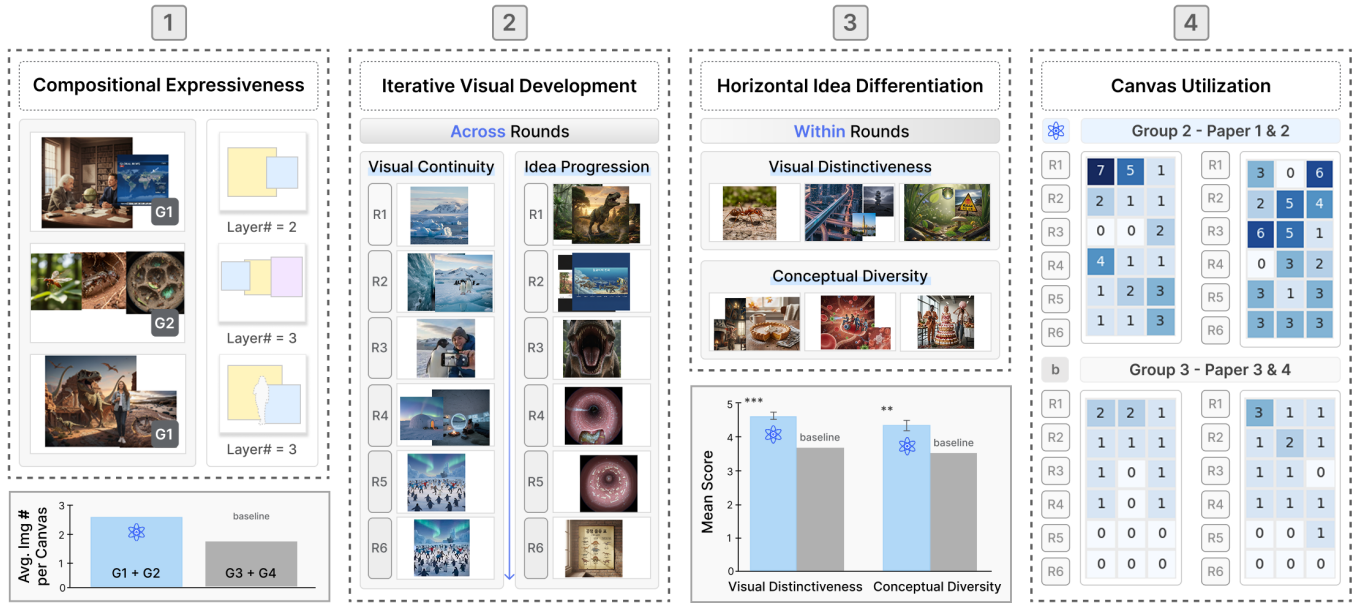 1
Compositional Expressiveness
G1
Layer# = 2
G2
Layer# = 3
G1
Layer# = 3
Avg. Img #
per Canvas
3
2
1
0
G1 + G2
baseline
G3 + G4
2
Iterative Visual Development
Across Rounds
Visual Continuity
Idea Progression
R1
R1
R2
R2
R3
R3
R4
R4
R5
R5
R6
R6
3
Horizontal Idea Differentiation
Within Rounds
Visual Distinctiveness
Conceptual Diversity
Mean Score
5
4
3
2
1
0
***
baseline
**
baseline
Visual Distinctiveness
Conceptual Diversity
4
Canvas Utilization
Group 2 - Paper 1 & 2
R1
R2
R3
R4
R5
R6
7 5 1
2 1 1
0 0 2
4 1 1
1 2 3
1 1 3
R1
R2
R3
R4
R5
R6
3 0 6
2 5 4
6 5 1
0 3 2
3 1 3
3 3 3
b
Group 3 - Paper 3 & 4
R1
R2
R3
R4
R5
R6
2 2 1
1 1 1
1 0 1
1 0 1
0 0 0
0 0 0
R1
R2
R3
R4
R5
R6
3 1 1
1 2 1
1 1 0
1 1 1
0 0 1
0 0 0